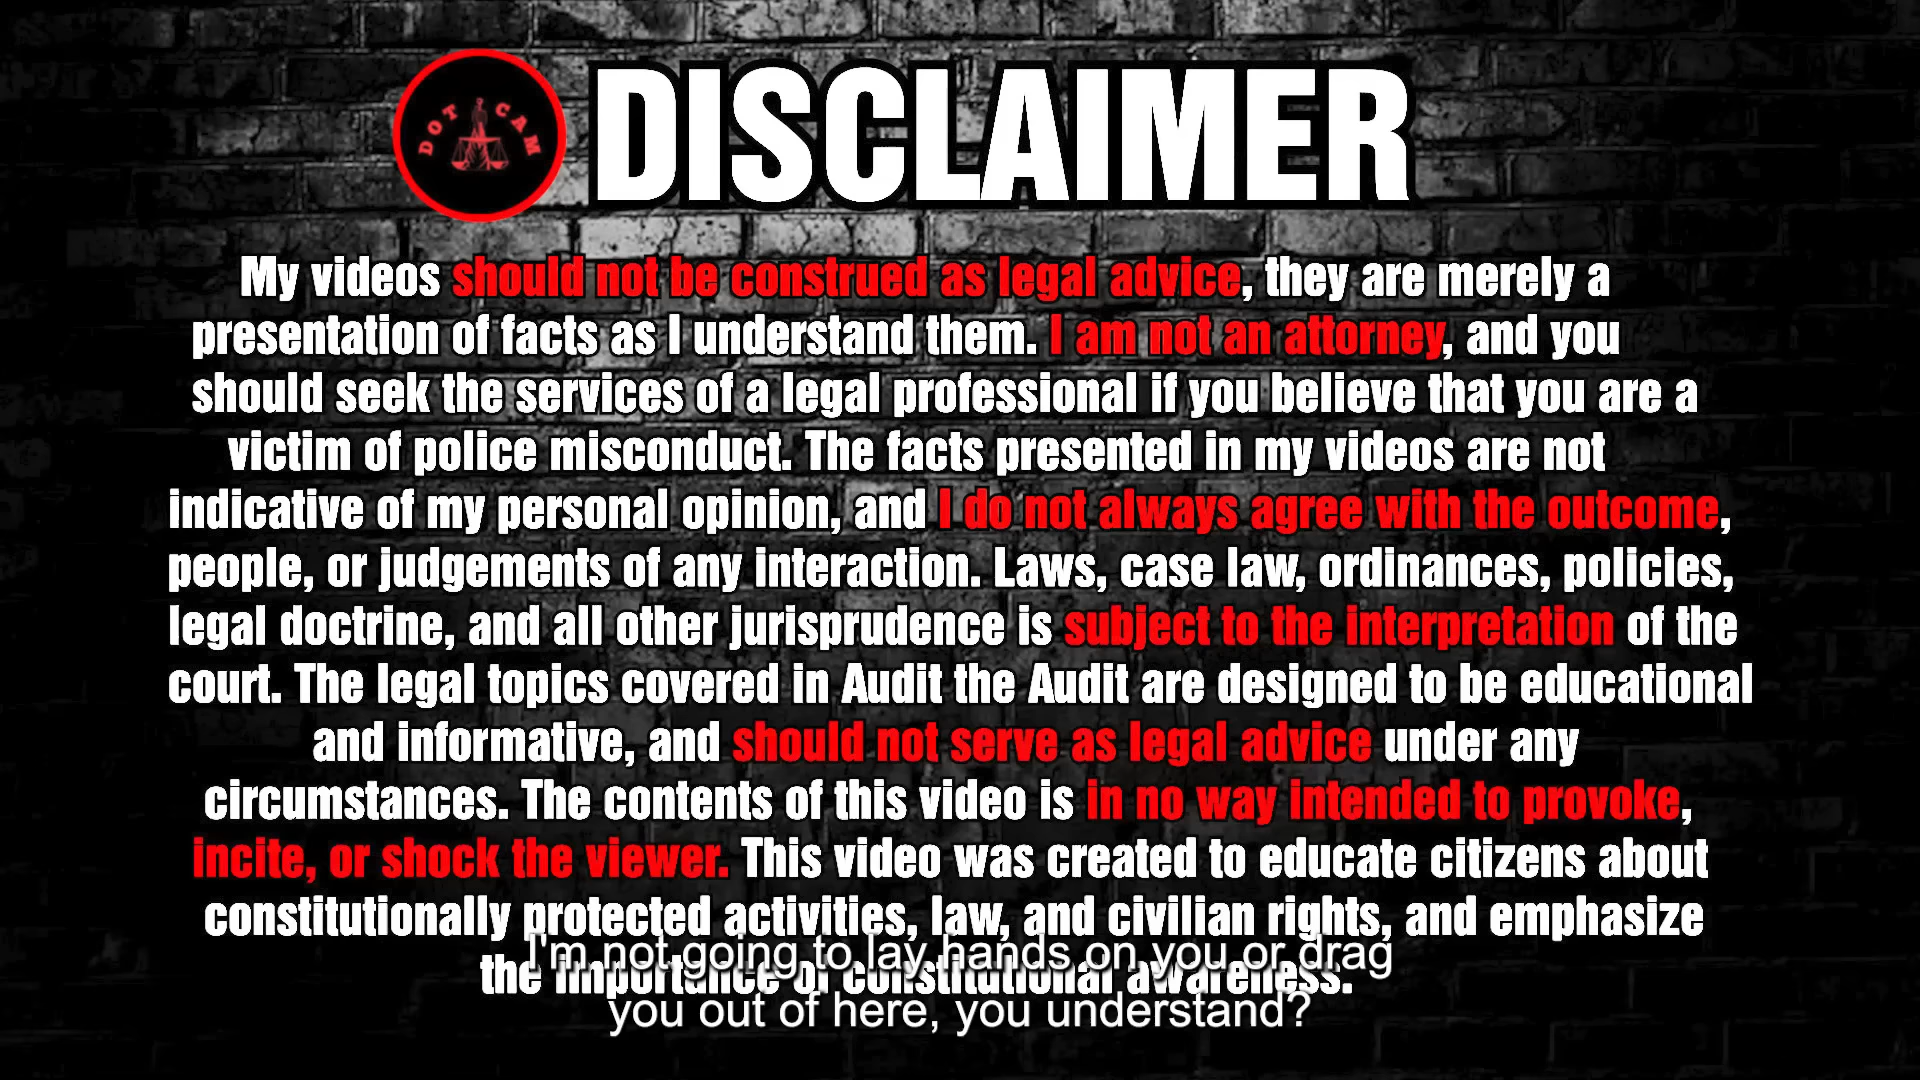 DOT CAM
DISCLAIMER
My videos should not be construed as legal advice, they are merely a
presentation of facts as I understand them. I am not an attorney, and you
should seek the services of a legal professional if you believe that you are a
victim of police misconduct. The facts presented in my videos are not
indicative of my personal opinion, and I do not always agree with the outcome,
people, or judgements of any interaction. Laws, case law, ordinances, policies,
legal doctrine, and all other jurisprudence is subject to the interpretation of the
court. The legal topics covered in Audit the Audit are designed to be educational
and informative, and should not serve as legal advice under any
circumstances. The contents of this video is in no way intended to provoke,
incite, or shock the viewer. This video was created to educate citizens about
constitutionally protected activities, law, and civilian rights, and emphasize
the importance of constitutional awareness.
I'm not going to lay hands on you or drag
you out of here, you understand?